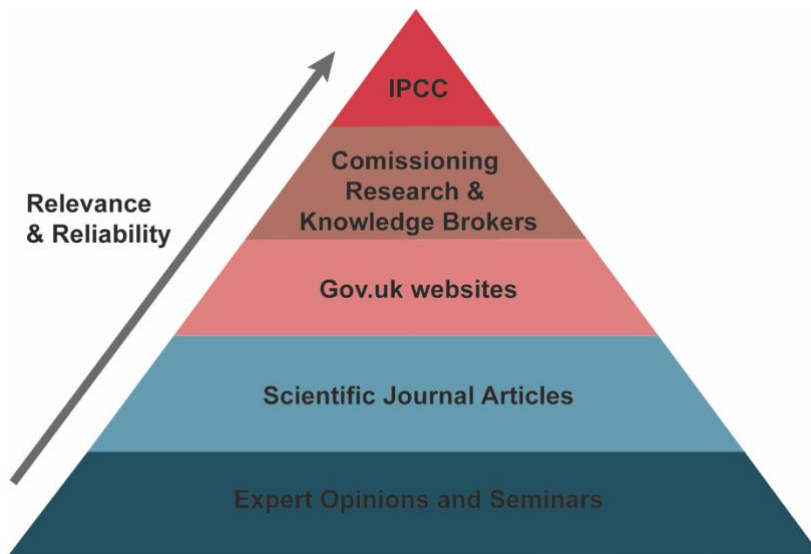 IPCC
Comissioning
Research &
Knowledge Brokers
Relevance
& Reliability
Gov.uk websites
Scientific Journal Articles
Expert Opinions and Seminars